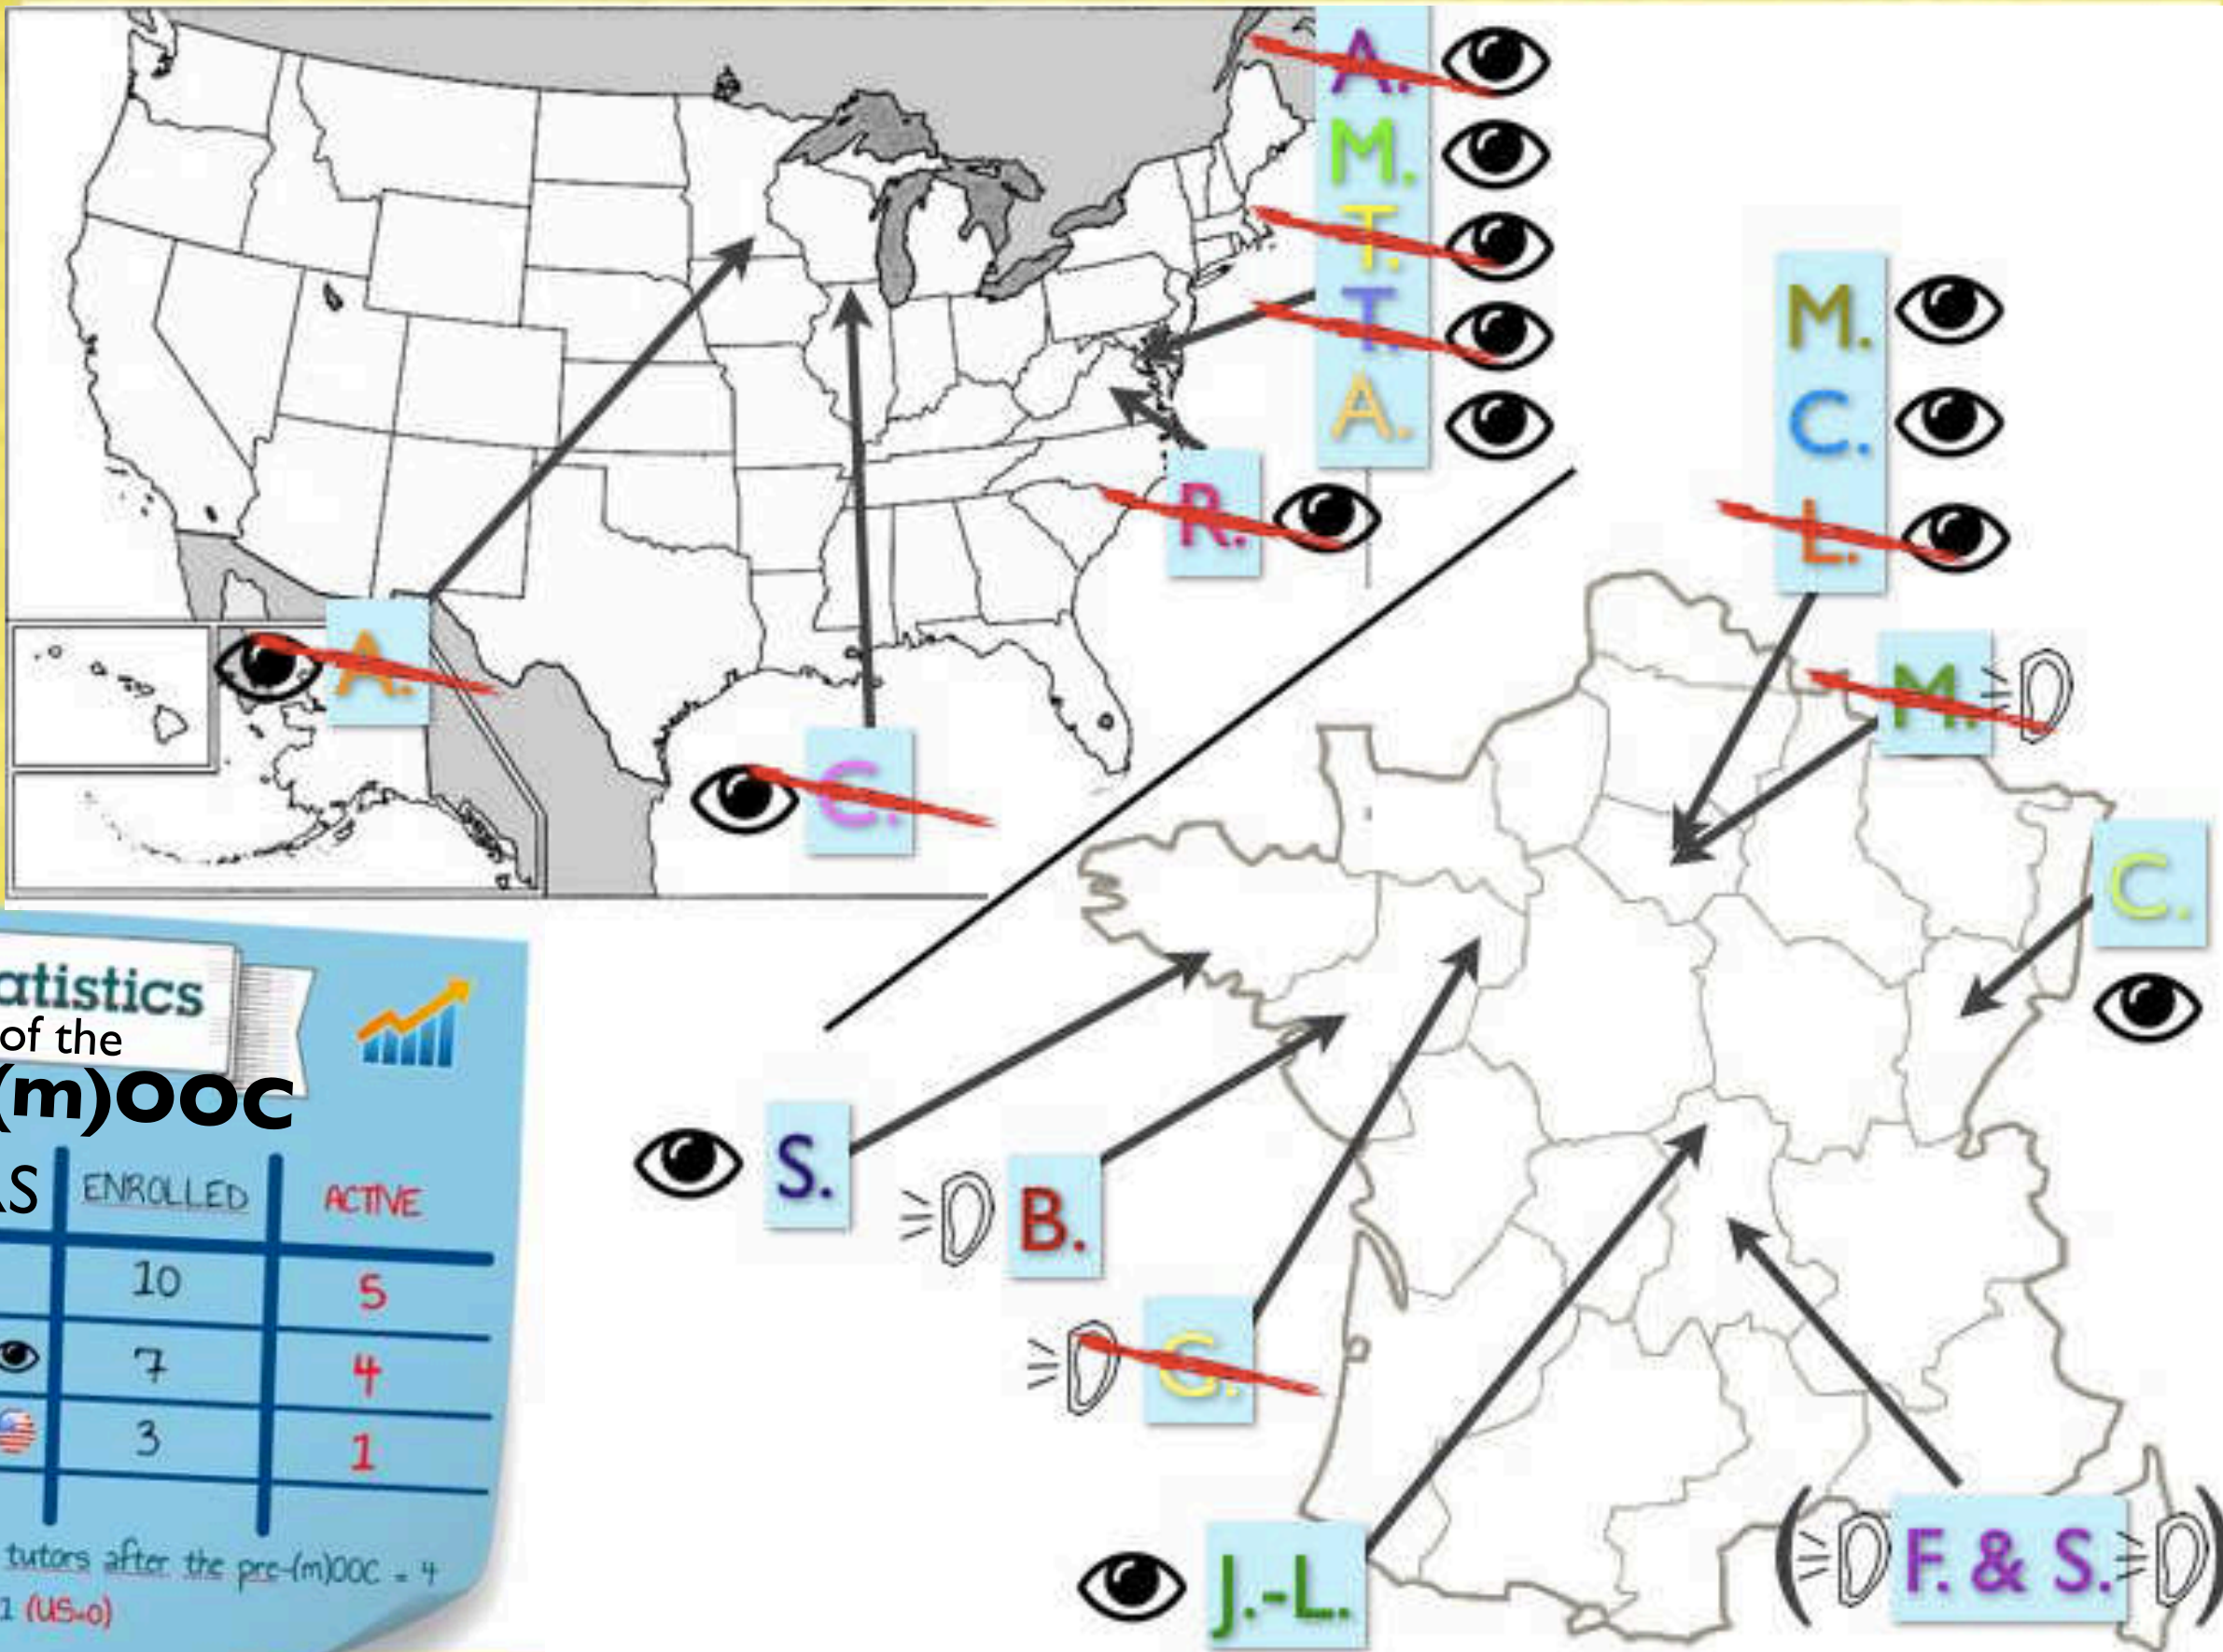 A.
M.
T.
T.
A.
R.
A.
C.
M.
C.
L.
M.
C.
S.
B.
G.
J.-L.
(F. & S.)
atistics
of the
(m)OOC
AS ENROLLED ACTIVE
10 5
7 4
3 1
tutors after the pre-(m)OOC = 4
1 (US=0)